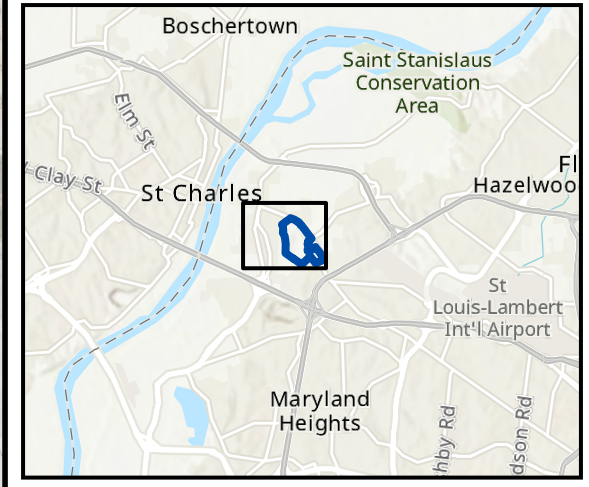 Boschertown
Saint Stanislaus
Conservation
Area
Elm St
Clay St
Fl
Hazelwoo
St Charles
St
Louis-Lambert
Int'l Airport
Maryland
Heights
hby Rd
dson Rd